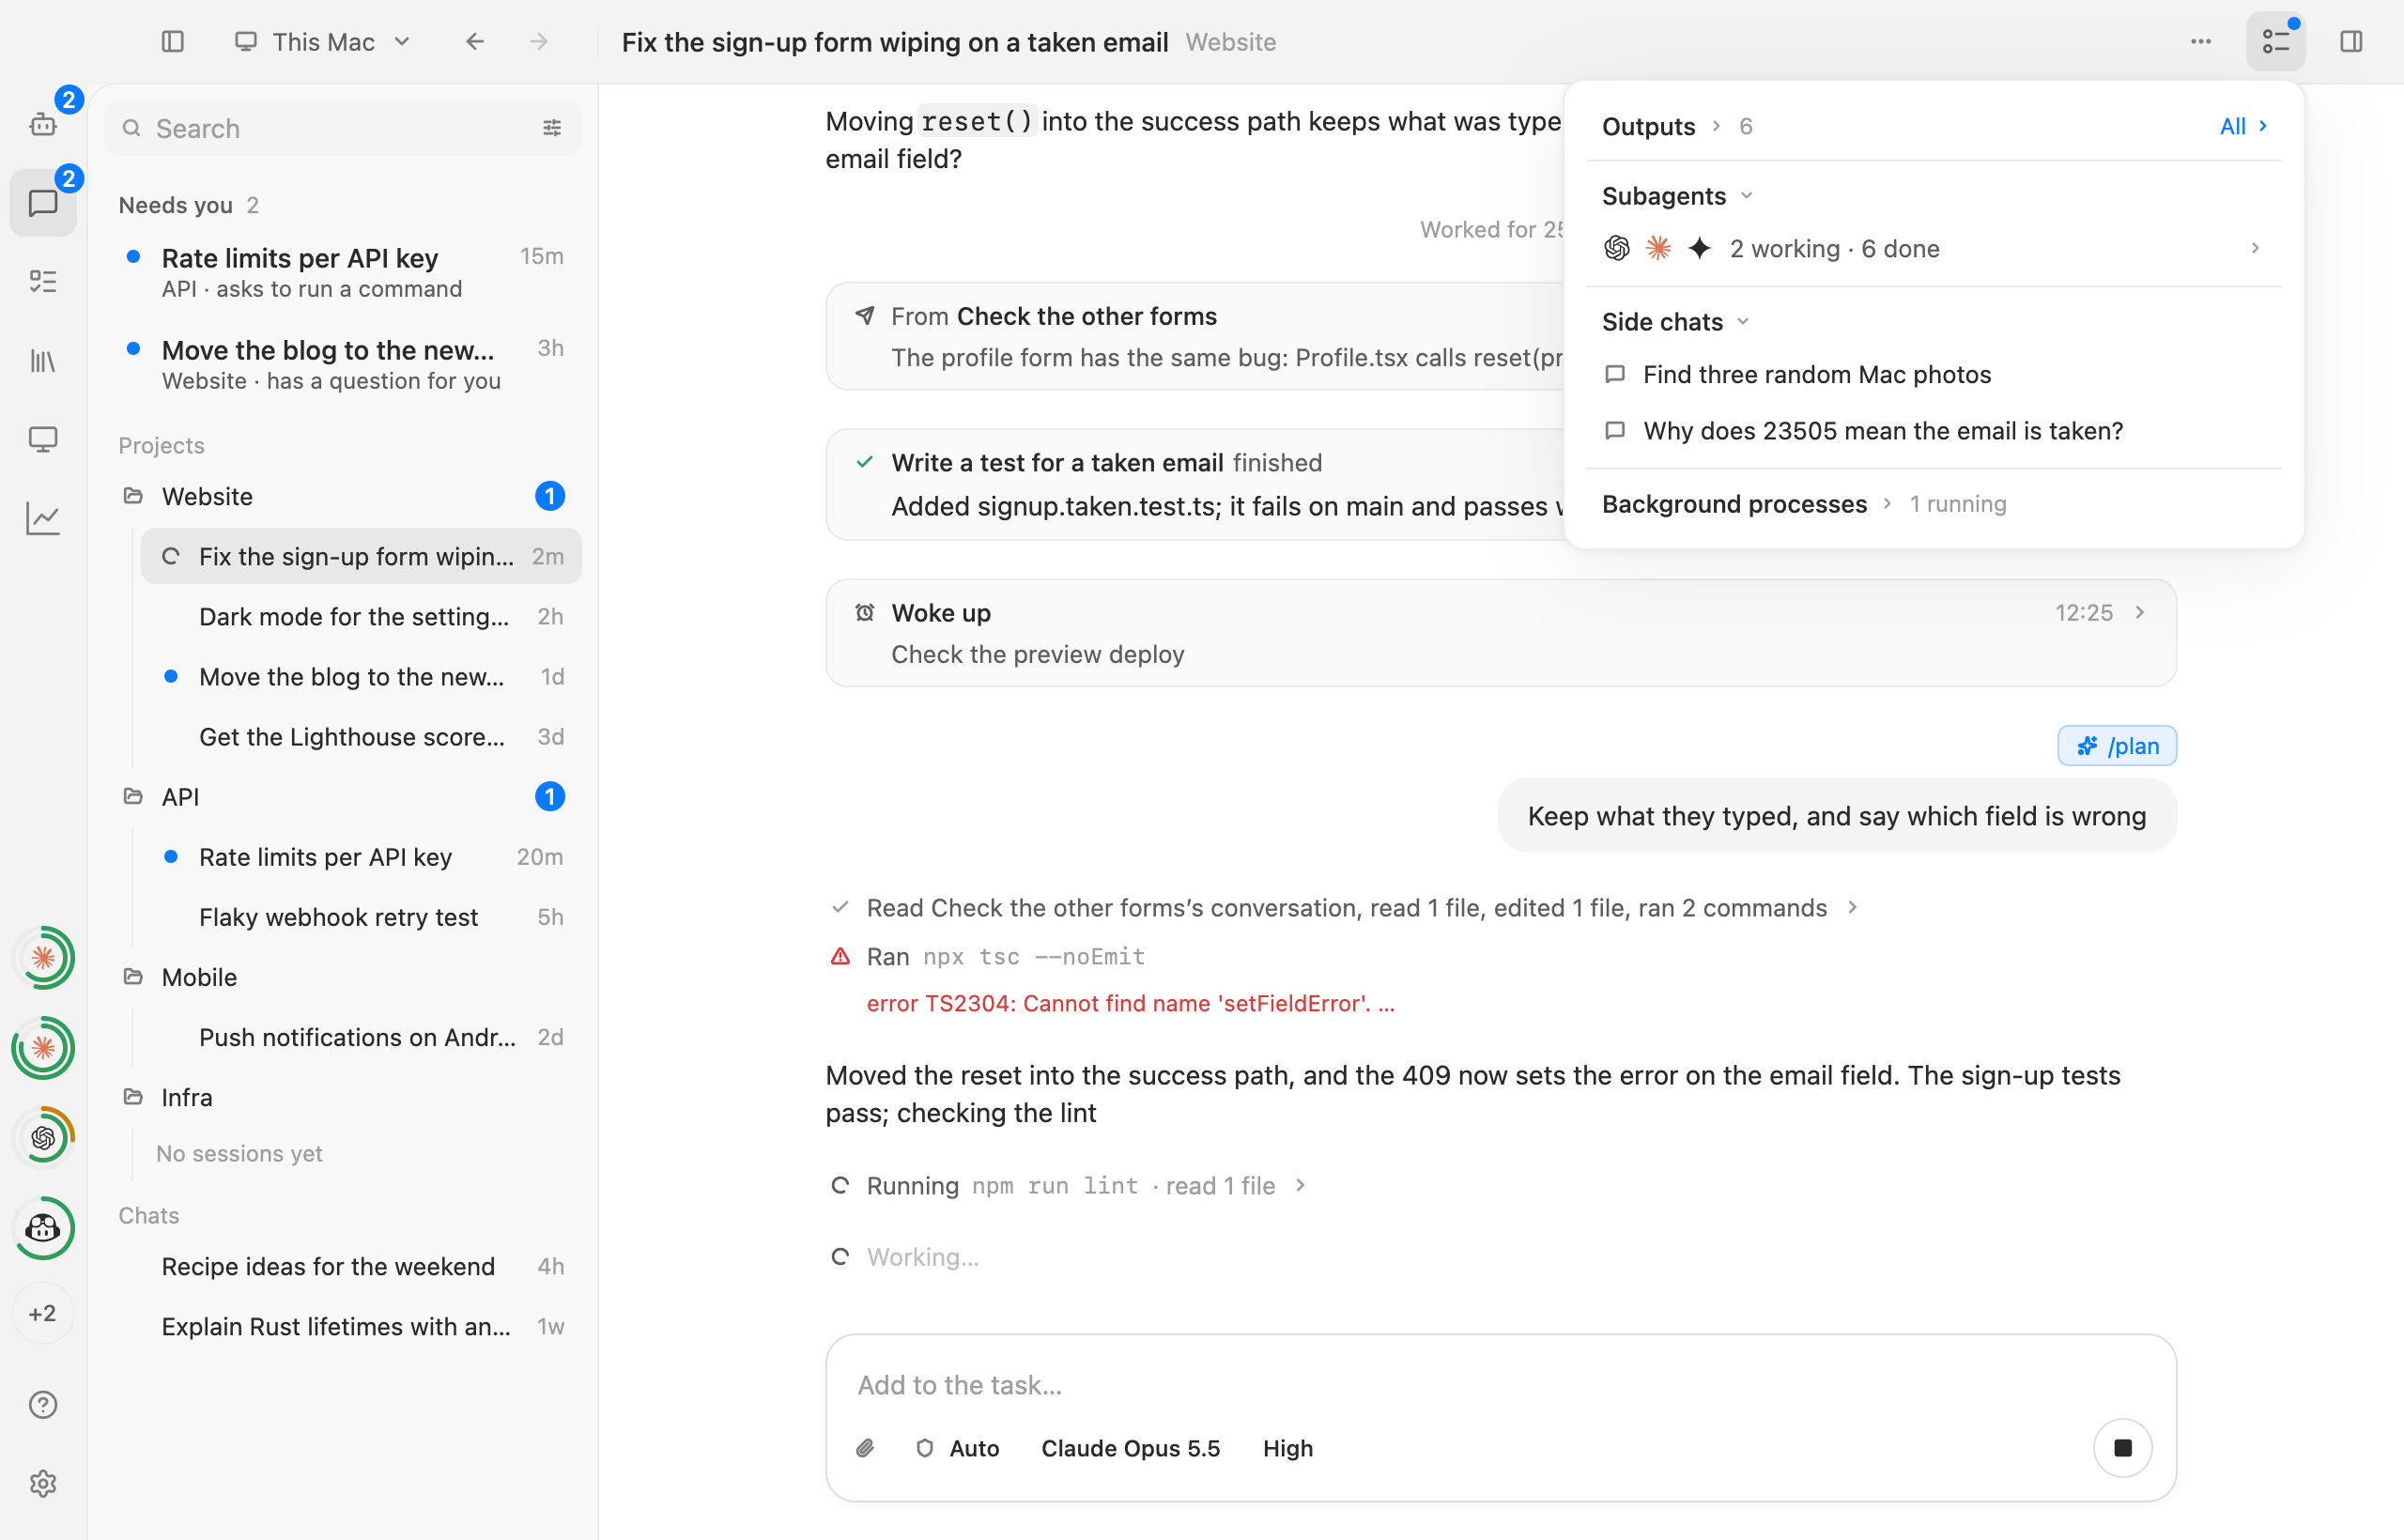 This Mac
Fix the sign-up form wiping on a taken email Website
2
2
Search
Needs you 2
Rate limits per API key 15m
API · asks to run a command
Move the blog to the new... 3h
Website · has a question for you
Projects
Website 1
Fix the sign-up form wipin... 2m
Dark mode for the setting... 2h
Move the blog to the new... 1d
Get the Lighthouse score... 3d
API 1
Rate limits per API key 20m
Flaky webhook retry test 5h
Mobile
Push notifications on Andr... 2d
Infra
No sessions yet
Chats
Recipe ideas for the weekend 4h
Explain Rust lifetimes with an... 1w
+2
Moving reset() into the success path keeps what was type
email field?
Worked for 25
From Check the other forms
The profile form has the same bug: Profile.tsx calls reset(pr
Write a test for a taken email finished
Added signup.taken.test.ts; it fails on main and passes
Woke up 12:25
Check the preview deploy
/plan
Keep what they typed, and say which field is wrong
Read Check the other forms’s conversation, read 1 file, edited 1 file, ran 2 commands
Ran npx tsc --noEmit
error TS2304: Cannot find name 'setFieldError'. ...
Moved the reset into the success path, and the 409 now sets the error on the email field. The sign-up tests
pass; checking the lint
Running npm run lint · read 1 file
Working...
Add to the task...
Auto Claude Opus 5.5 High
Outputs 6 All
Subagents
2 working · 6 done
Side chats
Find three random Mac photos
Why does 23505 mean the email is taken?
Background processes 1 running